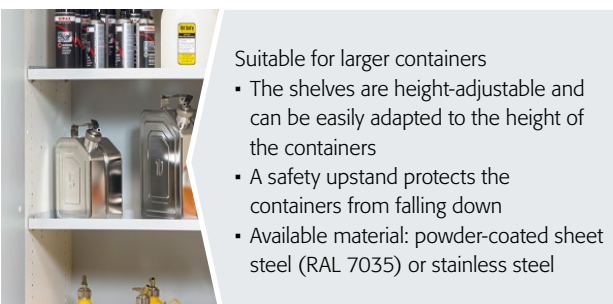 Suitable for larger containers
▪ The shelves are height-adjustable and
can be easily adapted to the height of
the containers
▪ A safety upstand protects the
containers from falling down
▪ Available material: powder-coated sheet
steel (RAL 7035) or stainless steel